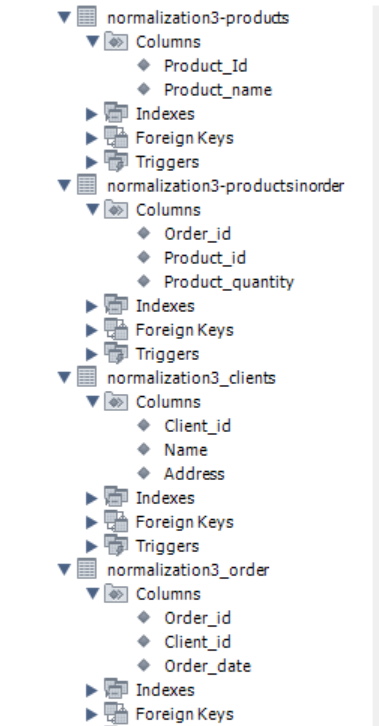 normalization3-products
Columns
Product_Id
Product_name
Indexes
Foreign Keys
Triggers
normalization3-productsinorder
Columns
Order_id
Product_id
Product_quantity
Indexes
Foreign Keys
Triggers
normalization3_clients
Columns
Client_id
Name
Address
Indexes
Foreign Keys
Triggers
normalization3_order
Columns
Order_id
Client_id
Order_date
Indexes
Foreign Keys